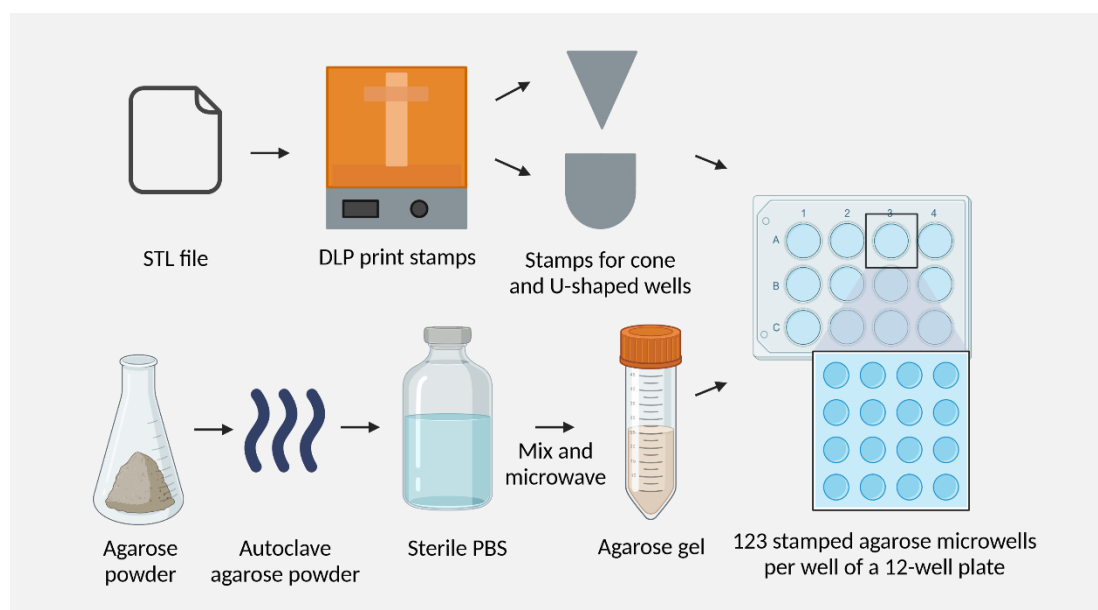 STL file
DLP print stamps
Stamps for cone
and U-shaped wells
1 2 3 4
A
B
C
Agarose
powder
Autoclave
agarose powder
Sterile PBS
Mix and
microwave
Agarose gel
123 stamped agarose microwells
per well of a 12-well plate